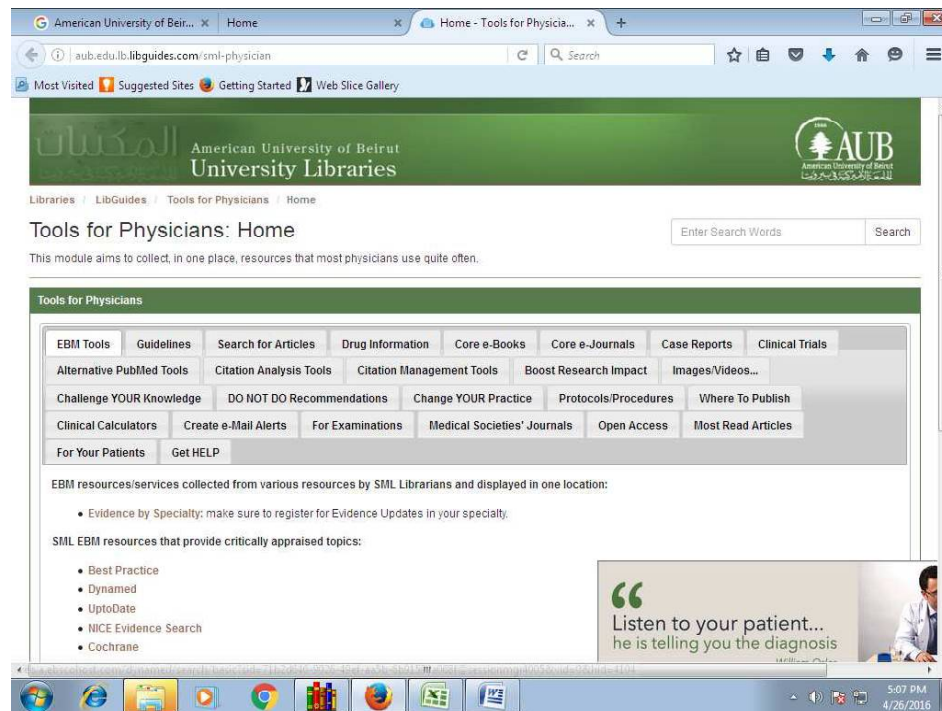 American University of Beir... Home Home - Tools for Physicia...
aub.edu.lb.libguides.com/sml-physician Search
Most Visited Suggested Sites Getting Started Web Slice Gallery
المكتبات
American University of Beirut
University Libraries
1866
AUB
American University of Beirut
Libraries / LibGuides / Tools for Physicians / Home
Tools for Physicians: Home
Enter Search Words Search
This module aims to collect, in one place, resources that most physicians use quite often.
Tools for Physicians
EBM Tools Guidelines Search for Articles Drug Information Core e-Books Core e-Journals Case Reports Clinical Trials
Alternative PubMed Tools Citation Analysis Tools Citation Management Tools Boost Research Impact Images/Videos...
Challenge YOUR Knowledge DO NOT DO Recommendations Change YOUR Practice Protocols/Procedures Where To Publish
Clinical Calculators Create e-Mail Alerts For Examinations Medical Societies' Journals Open Access Most Read Articles
For Your Patients Get HELP
EBM resources/services collected from various resources by SML Librarians and displayed in one location:
• Evidence by Specialty: make sure to register for Evidence Updates in your specialty.
SML EBM resources that provide critically appraised topics:
• Best Practice
• Dynamed
• UptoDate
• NICE Evidence Search
• Cochrane
“
Listen to your patient...
he is telling you the diagnosis
William Osler
5:07 PM
4/26/2016